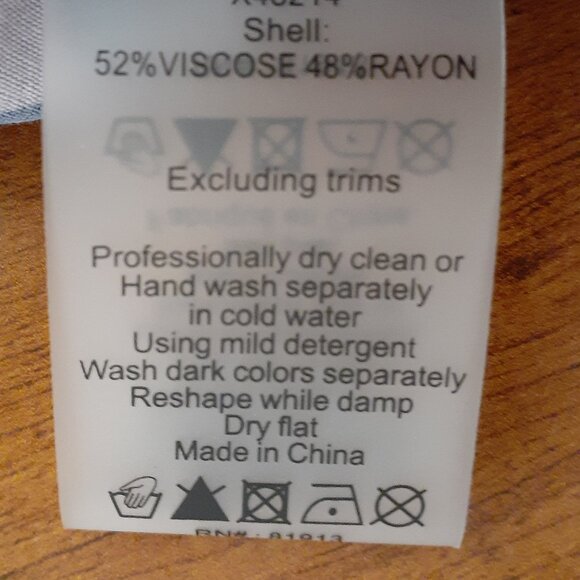 Shell:
52%VISCOSE 48%RAYON
Excluding trims
Professionally dry clean or
Hand wash separately
in cold water
Using mild detergent
Wash dark colors separately
Reshape while damp
Dry flat
Made in China